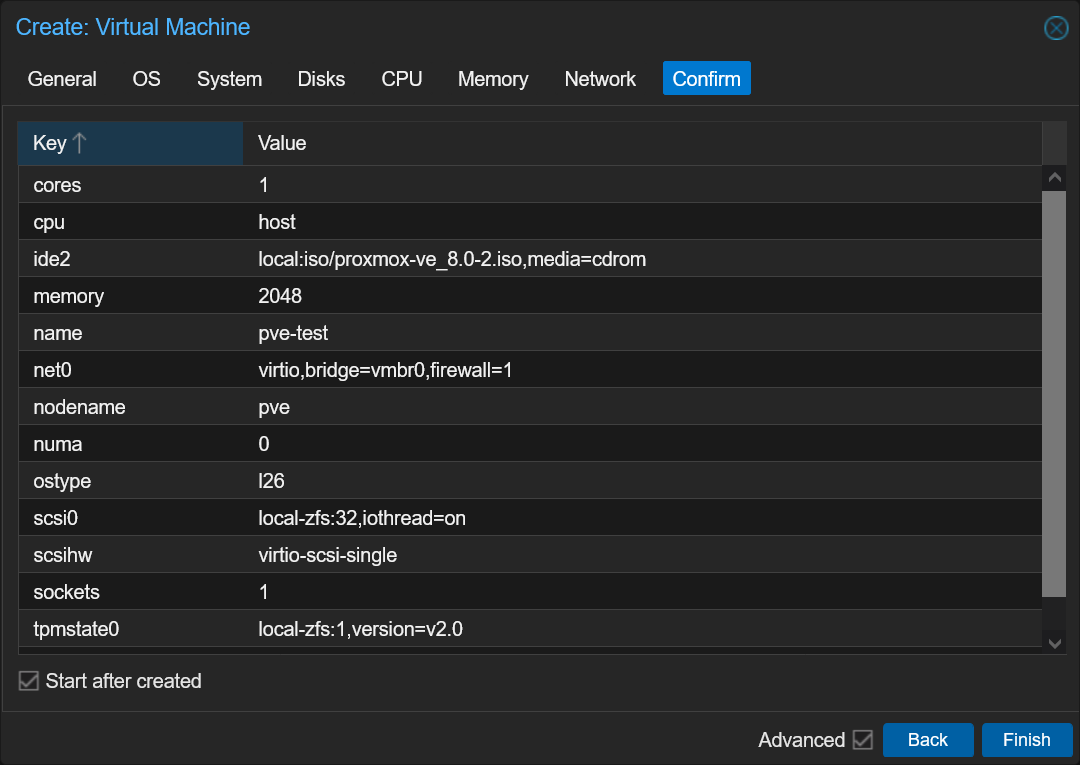 Create: Virtual Machine
General OS System Disks CPU Memory Network Confirm
Key Value
cores 1
cpu host
ide2 local:iso/proxmox-ve_8.0-2.iso,media=cdrom
memory 2048
name pve-test
net0 virtio,bridge=vmbr0,firewall=1
nodename pve
numa 0
ostype l26
scsi0 local-zfs:32,iothread=on
scsihw virtio-scsi-single
sockets 1
tpmstate0 local-zfs:1,version=v2.0
Start after created
Advanced Back Finish